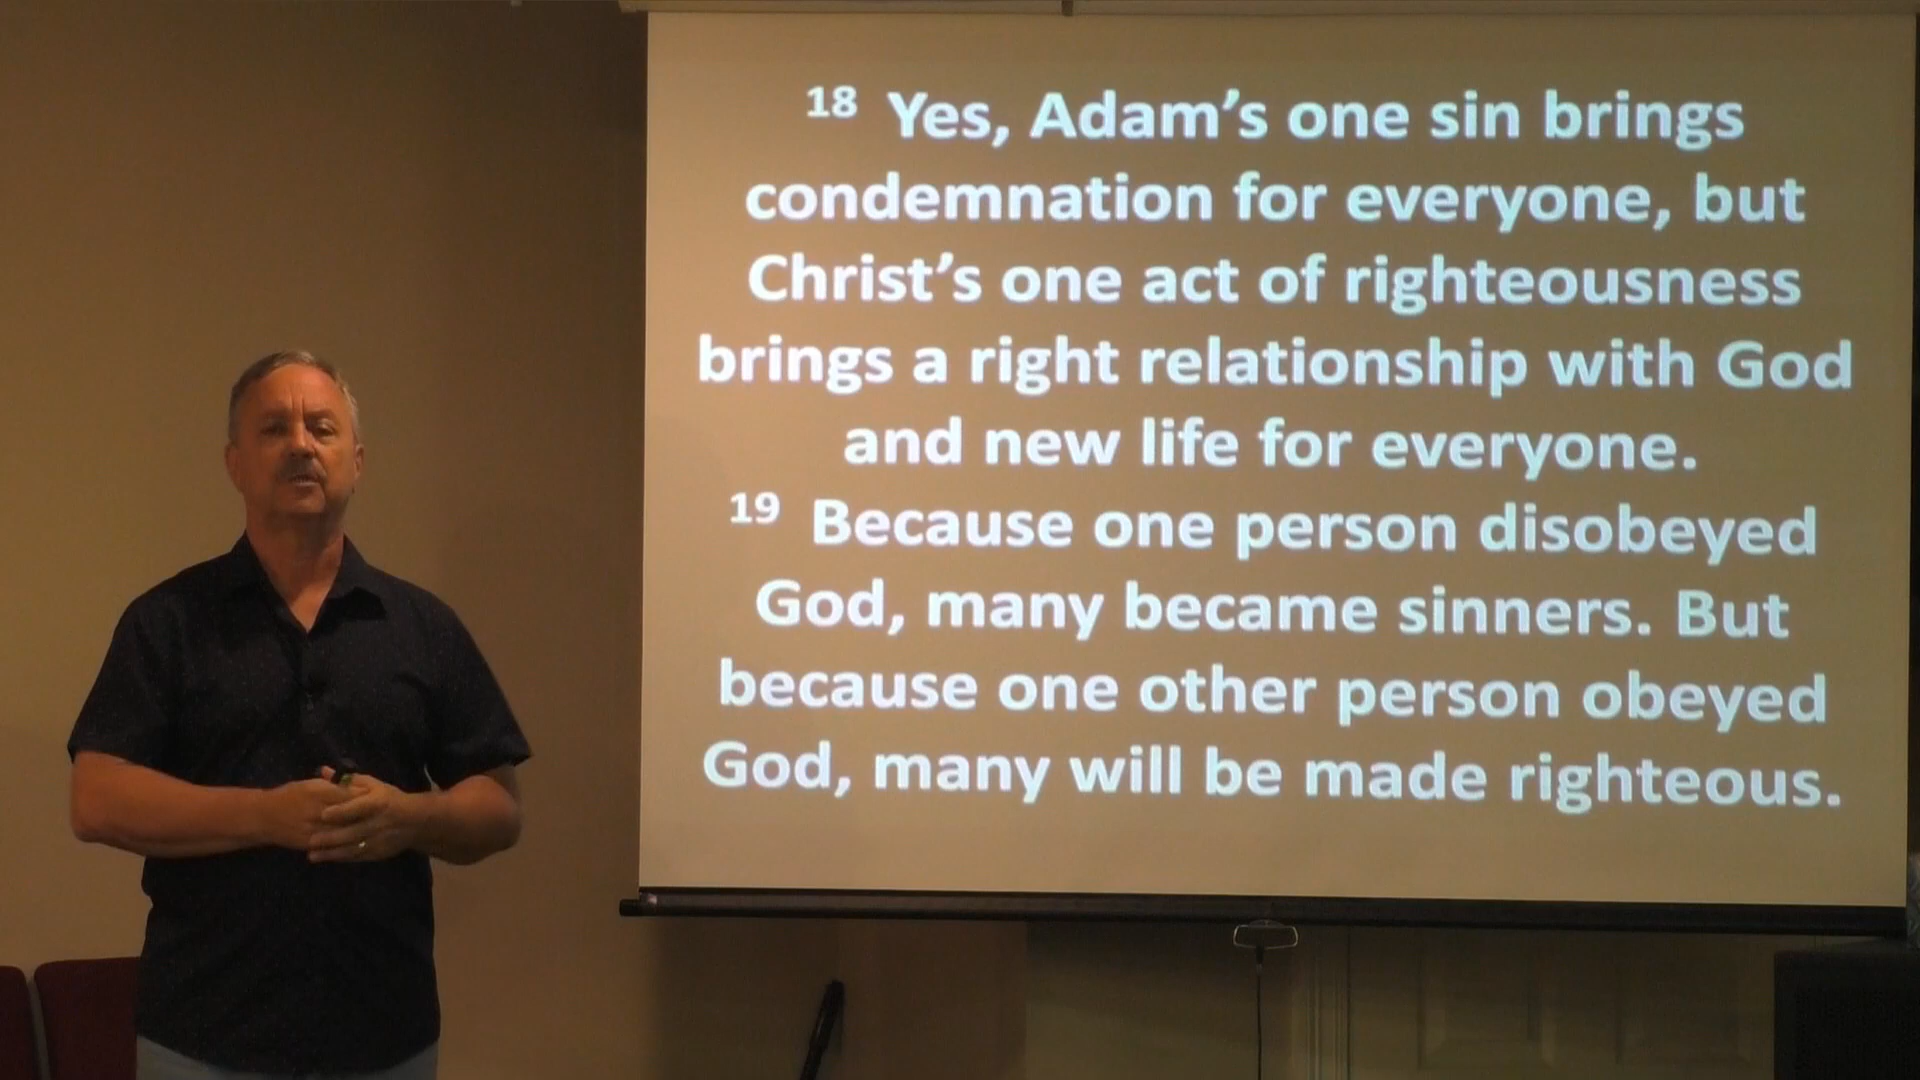 18 Yes, Adam’s one sin brings
condemnation for everyone, but
Christ’s one act of righteousness
brings a right relationship with God
and new life for everyone.
19 Because one person disobeyed
God, many became sinners. But
because one other person obeyed
God, many will be made righteous.